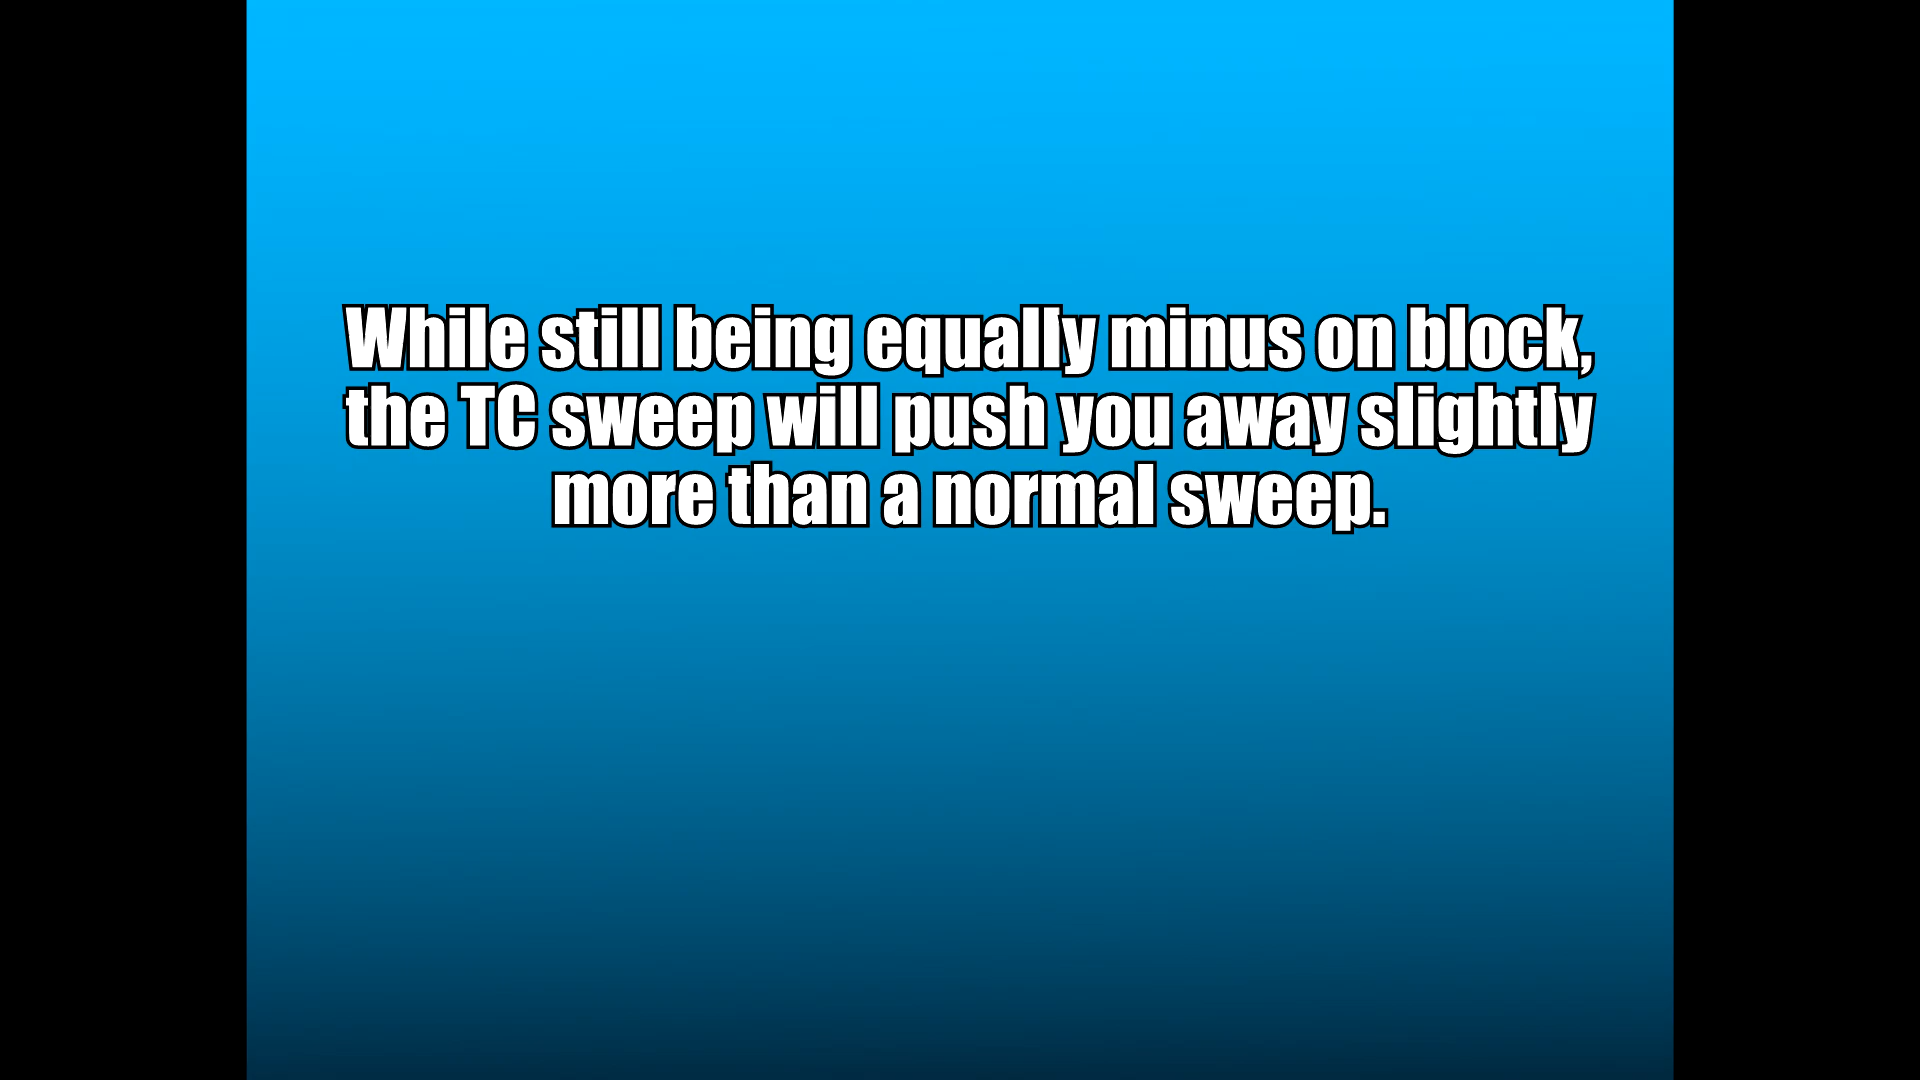 While still being equally minus on block,
the TC sweep will push you away slightly
more than a normal sweep.